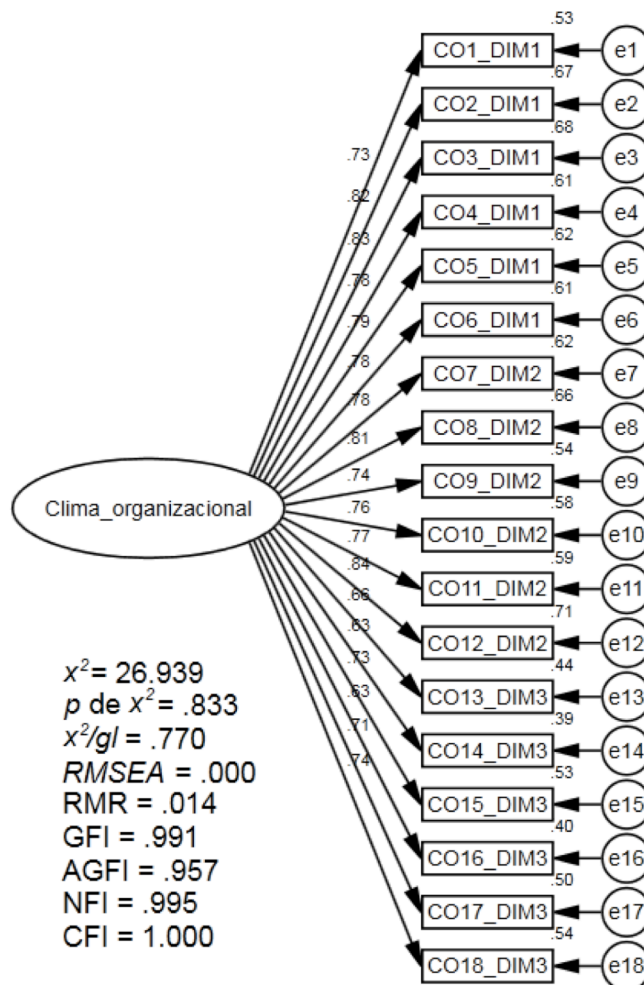 .53
CO1_DIM1 e1
.67
CO2_DIM1 e2
.68
CO3_DIM1 e3
.61
CO4_DIM1 e4
.62
CO5_DIM1 e5
.61
CO6_DIM1 e6
.62
CO7_DIM2 e7
.66
CO8_DIM2 e8
.54
CO9_DIM2 e9
.58
CO10_DIM2 e10
.59
CO11_DIM2 e11
.71
CO12_DIM2 e12
.44
CO13_DIM3 e13
.39
CO14_DIM3 e14
.53
CO15_DIM3 e15
.40
CO16_DIM3 e16
.50
CO17_DIM3 e17
.54
CO18_DIM3 e18
.73
.82
.83
.78
.79
.78
.78
.81
.74
.76
.77
.84
.66
.63
.73
.63
.71
.74
Clima_organizacional
x²= 26.939
p de x² = .833
x²/gl = .770
RMSEA = .000
RMR = .014
GFI = .991
AGFI = .957
NFI = .995
CFI = 1.000